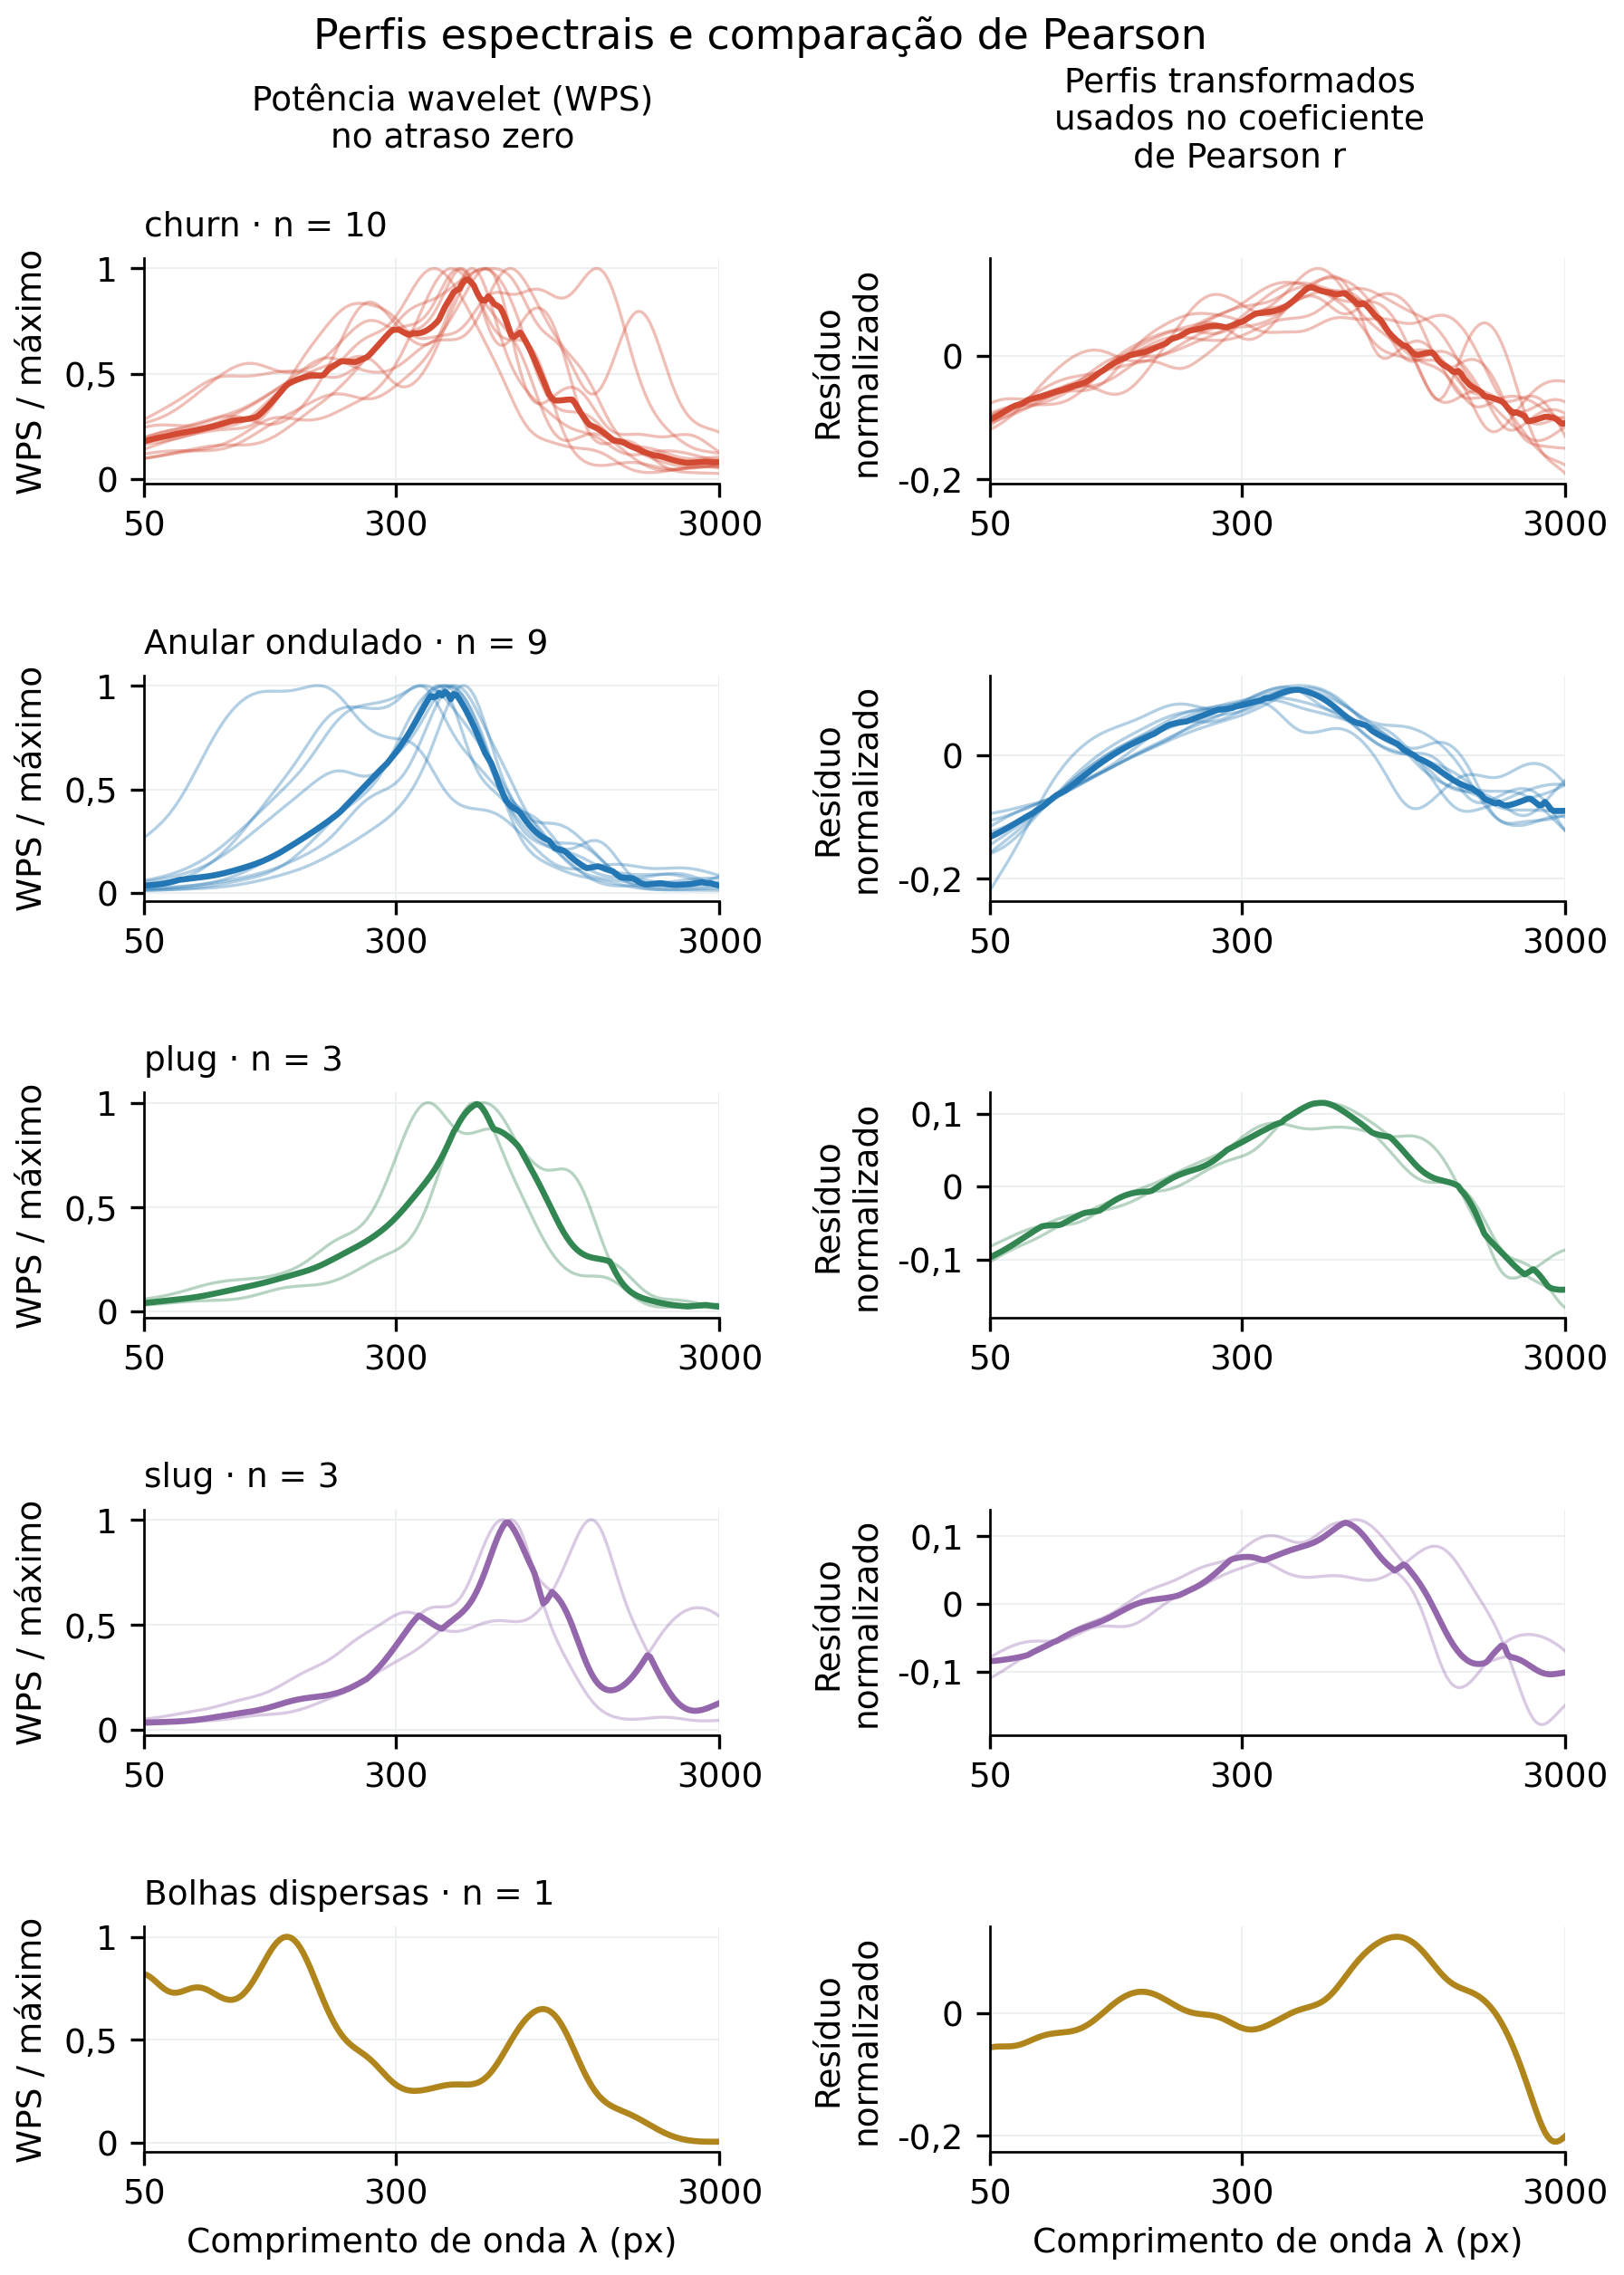 Perfis espectrais e comparação de Pearson
Potência wavelet (WPS)
no atraso zero
Perfis transformados
usados no coeficiente
de Pearson r
churn · n = 10
WPS / máximo
1
0,5
0
50
300
3000
Resíduo
normalizado
0
-0,2
50
300
3000
Anular ondulado · n = 9
WPS / máximo
1
0,5
0
50
300
3000
Resíduo
normalizado
0
-0,2
50
300
3000
plug · n = 3
WPS / máximo
1
0,5
0
50
300
3000
Resíduo
normalizado
0,1
0
-0,1
50
300
3000
slug · n = 3
WPS / máximo
1
0,5
0
50
300
3000
Resíduo
normalizado
0,1
0
-0,1
50
300
3000
Bolhas dispersas · n = 1
WPS / máximo
1
0,5
0
50
300
3000
Comprimento de onda λ (px)
Resíduo
normalizado
0
-0,2
50
300
3000
Comprimento de onda λ (px)